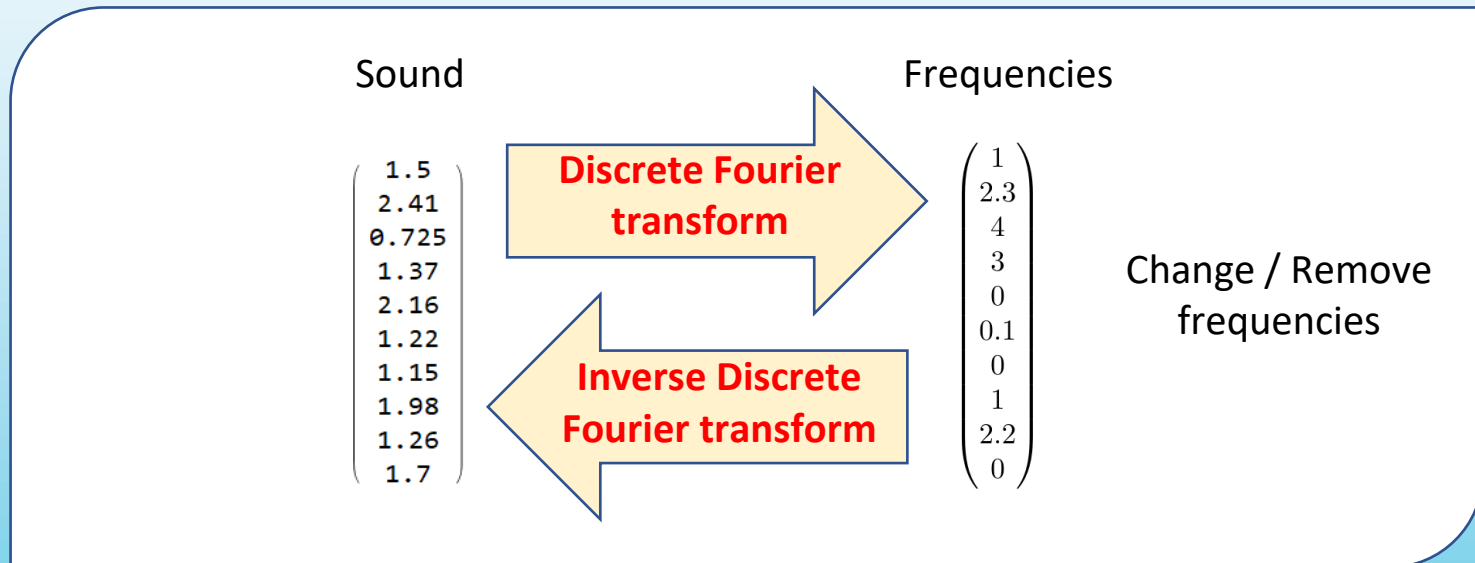 Sound
Frequencies
Discrete Fourier
transform
1.5
2.41
0.725
1.37
2.16
1.22
1.15
1.98
1.26
1.7
1
2.3
4
3
0
0.1
0
1
2.2
0
Change / Remove
frequencies
Inverse Discrete
Fourier transform